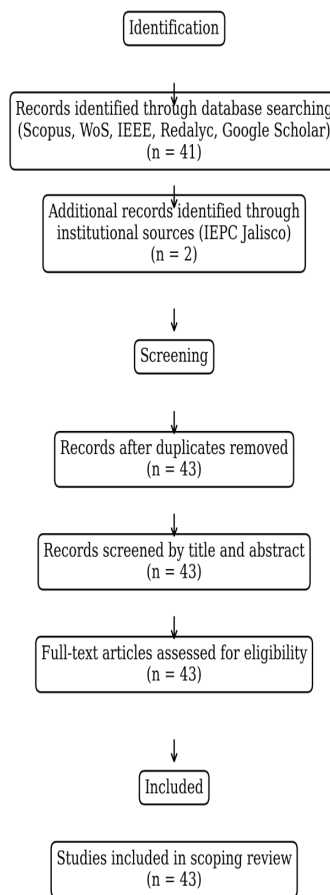 Identification
Records identified through database searching
(Scopus, WoS, IEEE, Redalyc, Google Scholar)
(n = 41)
Additional records identified through
institutional sources (IEPC Jalisco)
(n = 2)
Screening
Records after duplicates removed
(n = 43)
Records screened by title and abstract
(n = 43)
Full-text articles assessed for eligibility
(n = 43)
Included
Studies included in scoping review
(n = 43)